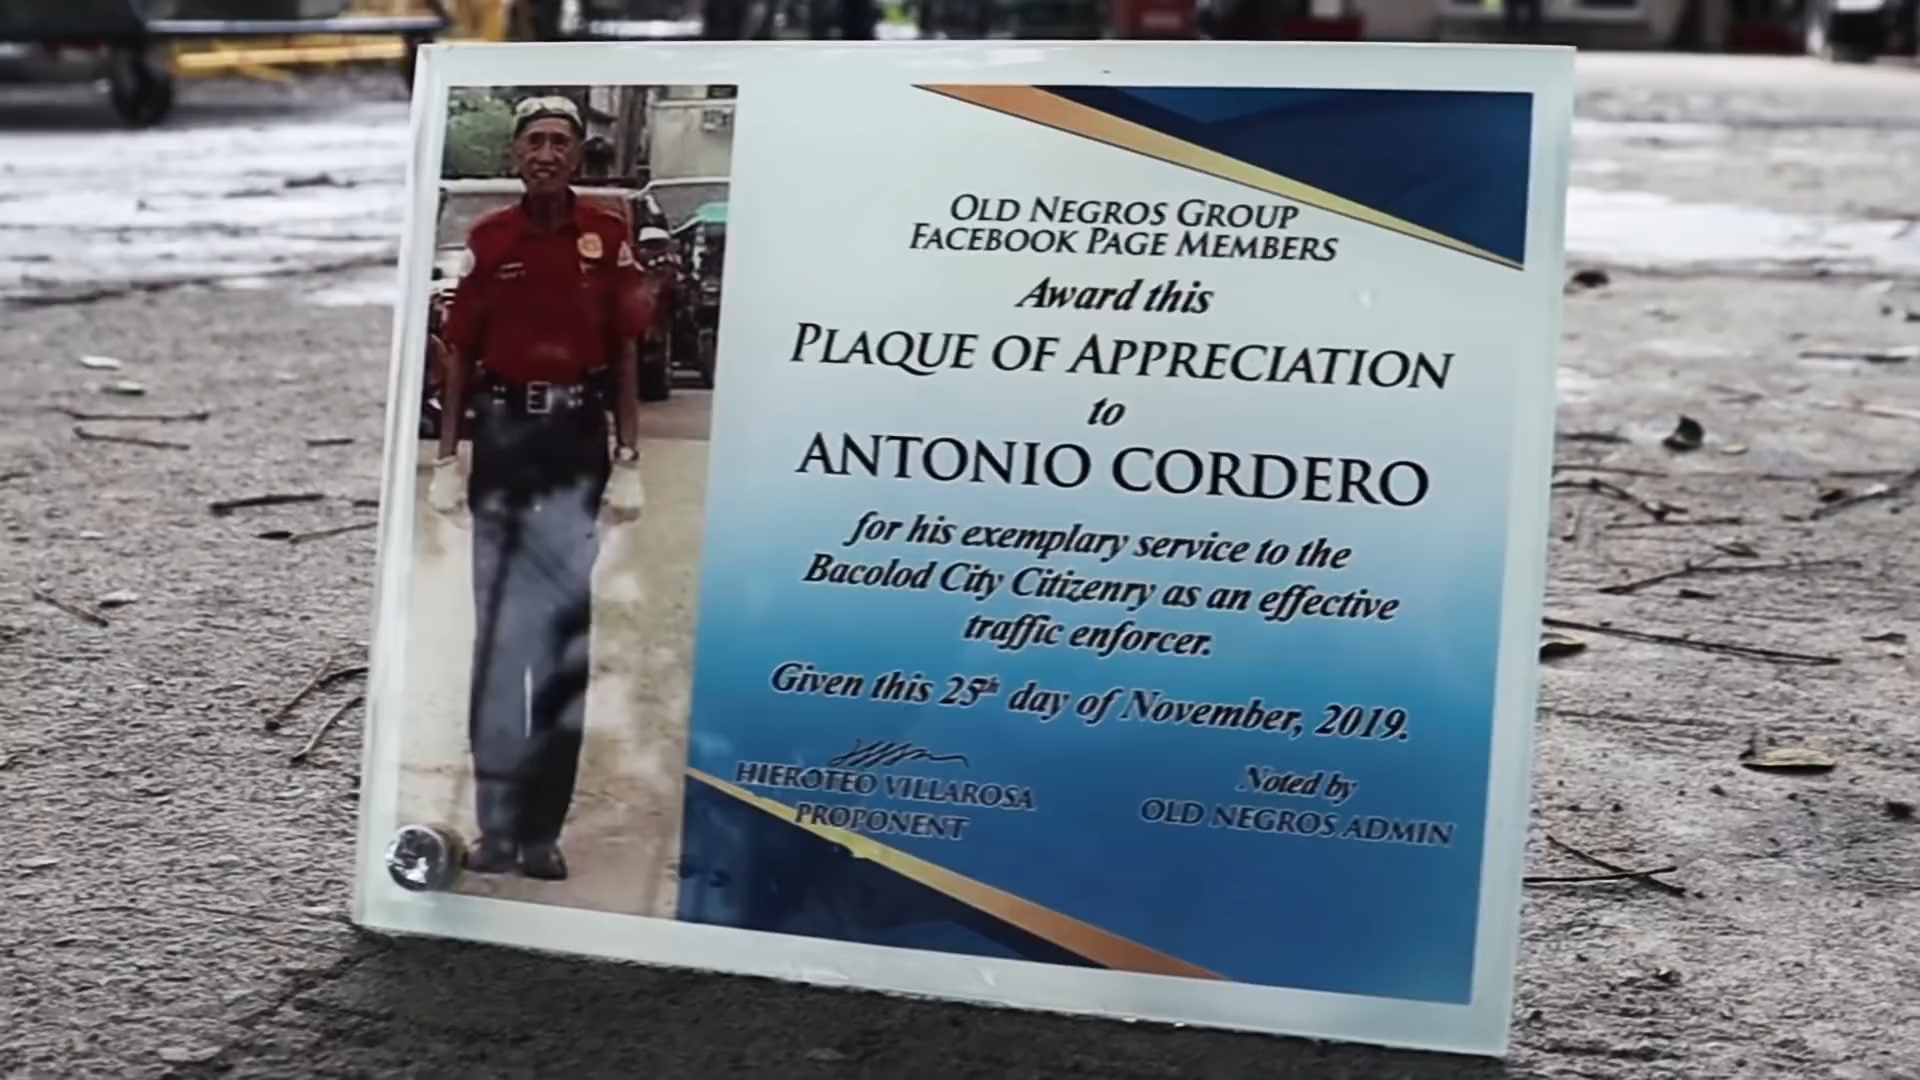 OLD NEGROS GROUP
FACEBOOK PAGE MEMBERS
Award this
PLAQUE OF APPRECIATION
to
ANTONIO CORDERO
for his exemplary service to the
Bacolod City Citizenry as an effective
traffic enforcer.
Given this 25th day of November, 2019.
HIEROTEO VILLAROSA
PROPONENT
Noted by
OLD NEGROS ADMIN